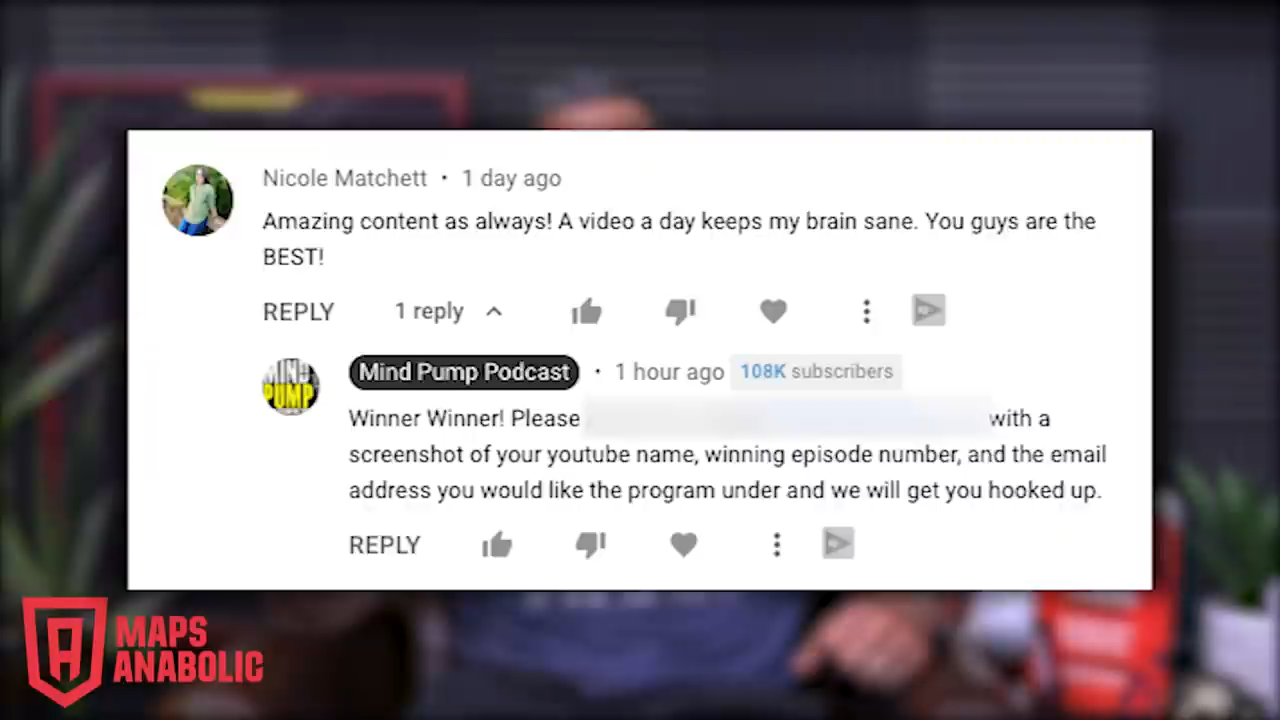 Nicole Matchett • 1 day ago
Amazing content as always! A video a day keeps my brain sane. You guys are the
BEST!
REPLY 1 reply
MIND PUMP
Mind Pump Podcast • 1 hour ago 108K subscribers
Winner Winner! Please with a
screenshot of your youtube name, winning episode number, and the email
address you would like the program under and we will get you hooked up.
REPLY
MAPS
ANABOLIC